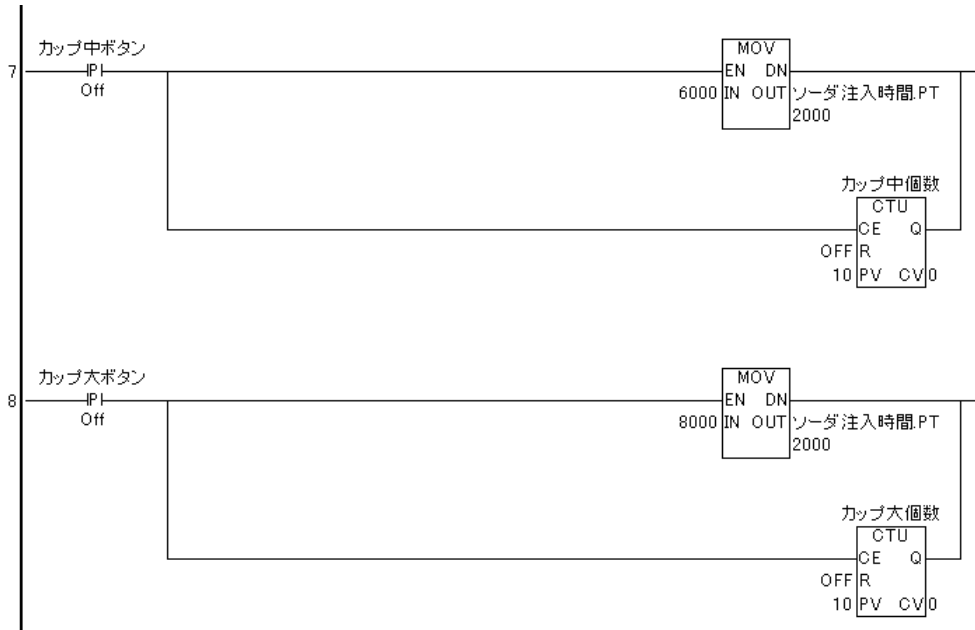 カップ中ボタン
7
P
Off
MOV
EN DN
6000 IN OUT ソーダ注入時間.PT
2000
カップ中個数
CTU
CE Q
OFF R
10 PV CV 0
カップ大ボタン
8
P
Off
MOV
EN DN
8000 IN OUT ソーダ注入時間.PT
2000
カップ大個数
CTU
CE Q
OFF R
10 PV CV 0